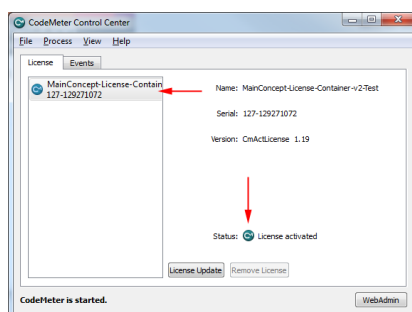 CodeMeter Control Center
File Process View Help
License Events
MainConcept-License-Contain
127-129271072
Name: MainConcept-License-Container-v2-Test
Serial: 127-129271072
Version: CmActLicense 1.19
Status: License activated
License Update Remove License
CodeMeter is started. WebAdmin